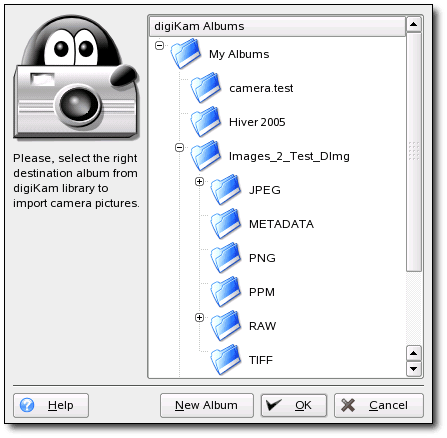 digiKam Albums
My Albums
camera.test
Hiver 2005
Images_2_Test_DImg
JPEG
METADATA
PNG
PPM
RAW
TIFF
Please, select the right
destination album from
digiKam library to
import camera pictures.
Help
New Album
OK
Cancel